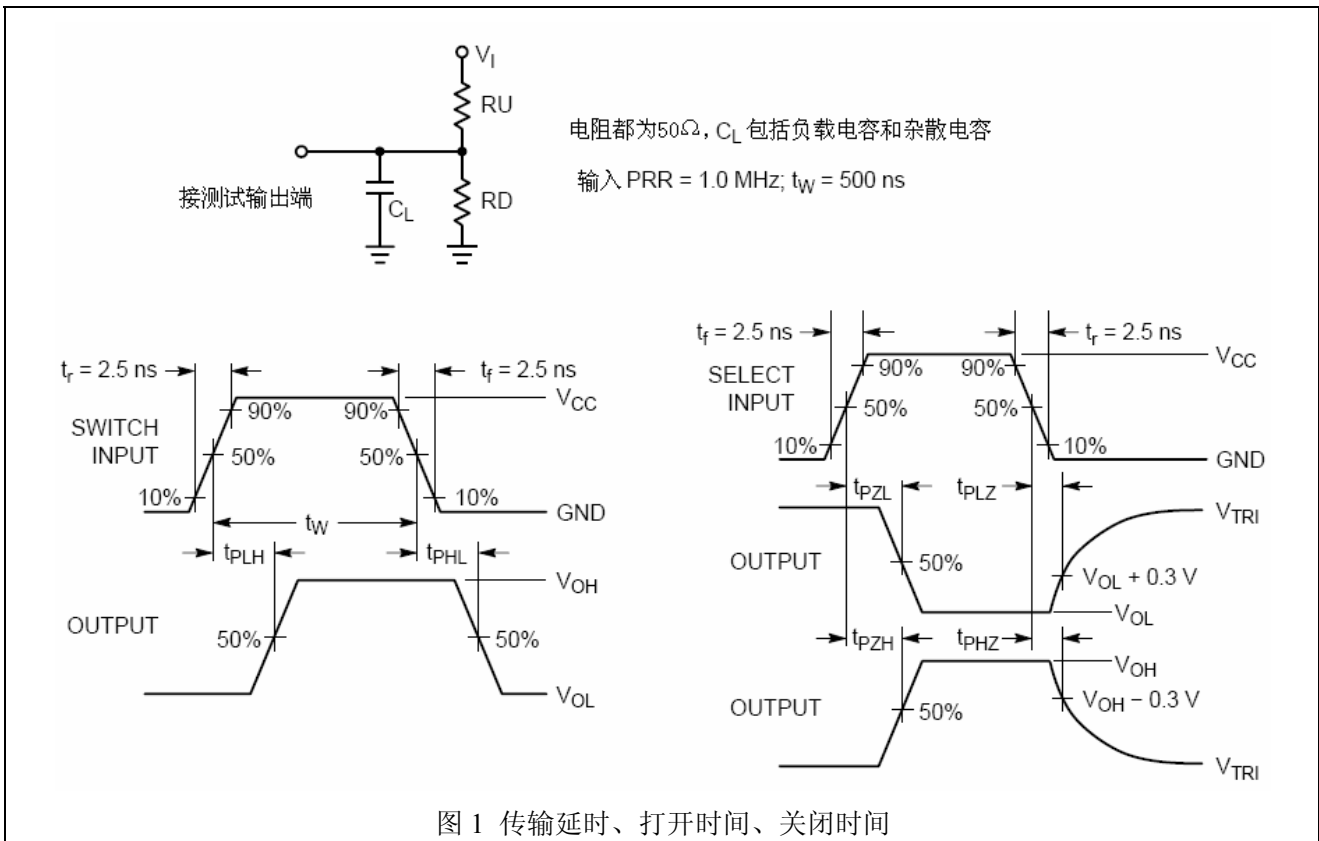 V_I
RU
电阻都为50Ω, C_L 包括负载电容和杂散电容
输入 PRR = 1.0 MHz; t_W = 500 ns
接测试输出端
C_L
RD
t_r = 2.5 ns
t_f = 2.5 ns
V_CC
SWITCH
INPUT
90%
90%
50%
50%
10%
10%
GND
t_W
t_PLH
t_PHL
V_OH
OUTPUT
50%
50%
V_OL
t_f = 2.5 ns
t_r = 2.5 ns
V_CC
SELECT
INPUT
90%
90%
50%
50%
10%
10%
GND
t_PZL
t_PLZ
V_TRI
OUTPUT
50%
V_OL + 0.3 V
V_OL
t_PZH
t_PHZ
V_OH
V_OH − 0.3 V
OUTPUT
50%
V_TRI
图 1 传输延时、打开时间、关闭时间